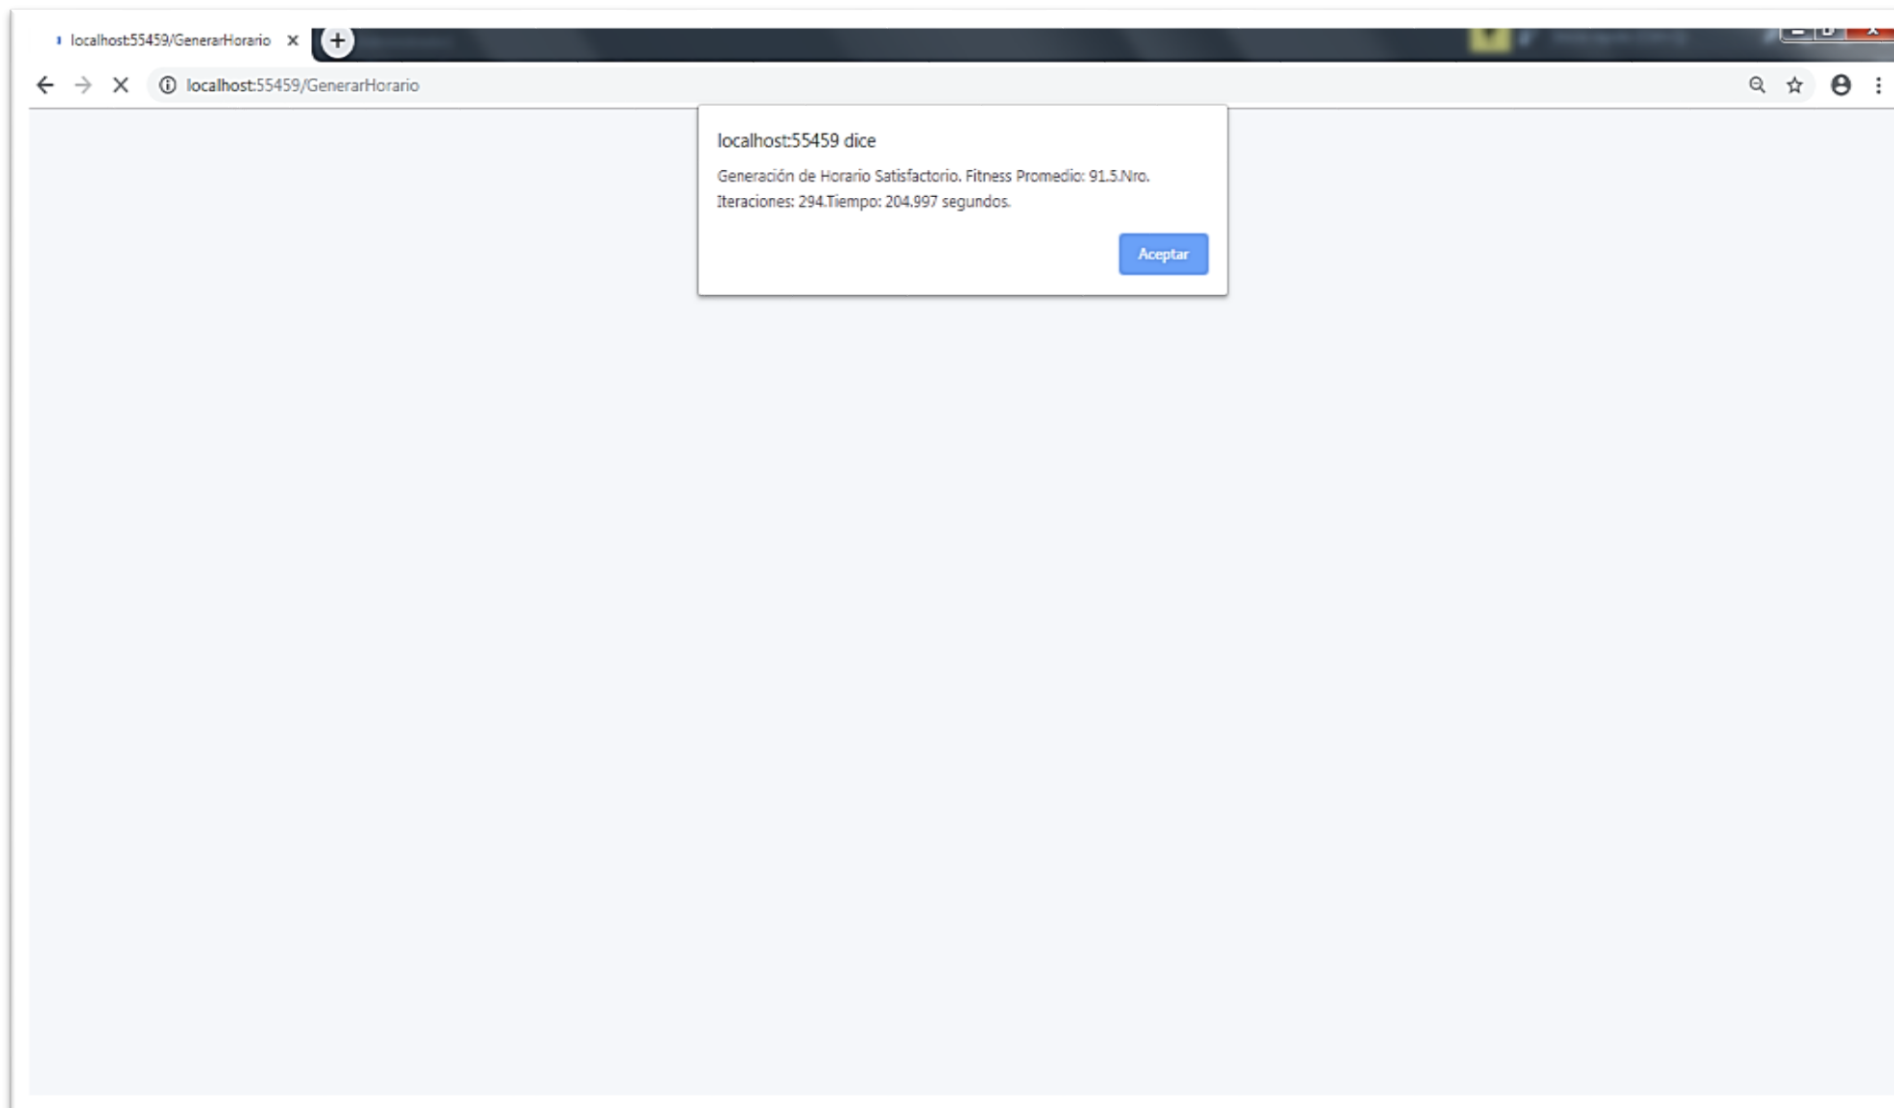 localhost:55459/GenerarHorario
localhost:55459/GenerarHorario
localhost:55459 dice
Generación de Horario Satisfactorio. Fitness Promedio: 91.5.Nro.
Iteraciones: 294.Tiempo: 204.997 segundos.
Aceptar